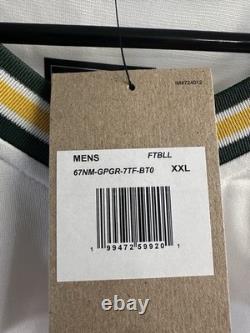 MENS FTBLL
67NM-GPGR-7TF-BT0 XXL
1 99472 59920 1